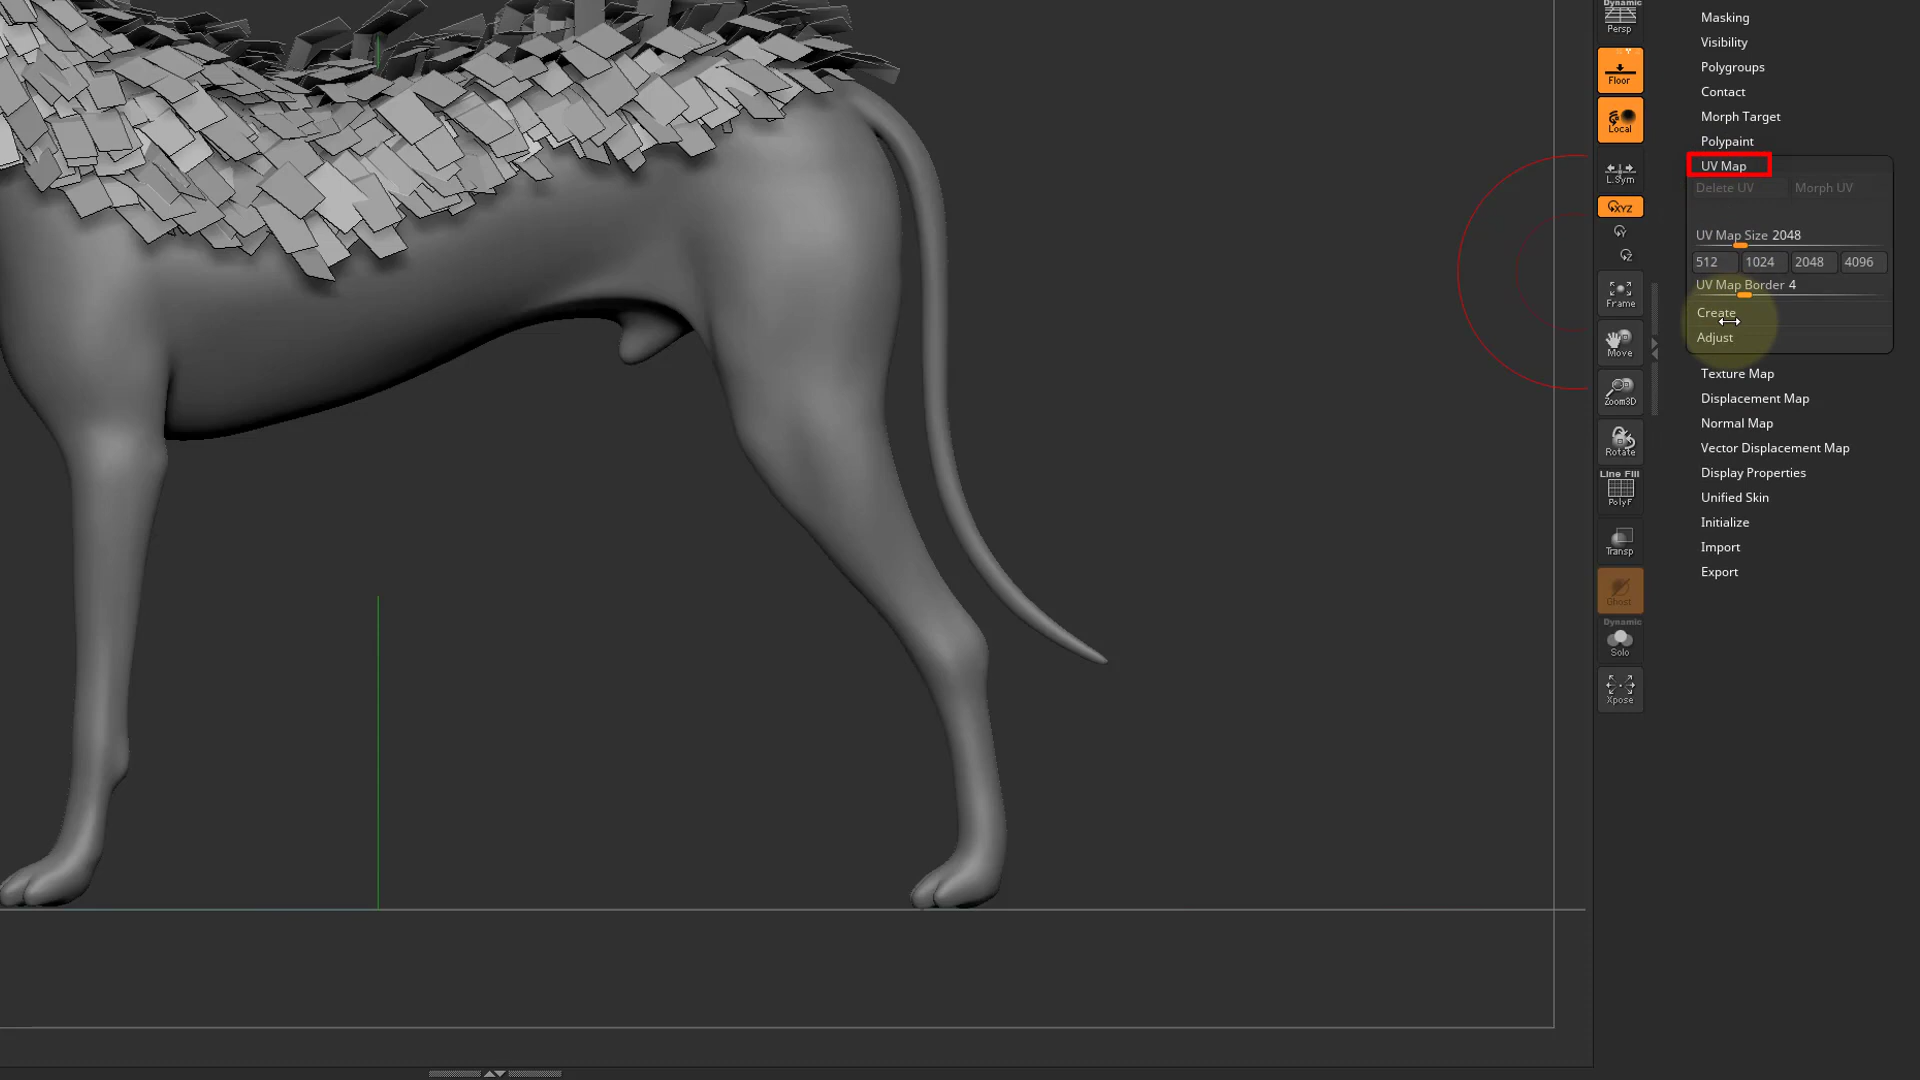 Dynamic
Persp
Floor
Local
L.Sym
XYZ
Y
Z
Frame
Move
Zoom3D
Rotate
Line Fill
PolyF
Transp
Ghost
Dynamic
Solo
Xpose
Masking
Visibility
Polygroups
Contact
Morph Target
Polypaint
UV Map
Delete UV Morph UV
UV Map Size 2048
512 1024 2048 4096
UV Map Border 4
Create
Adjust
Texture Map
Displacement Map
Normal Map
Vector Displacement Map
Display Properties
Unified Skin
Initialize
Import
Export